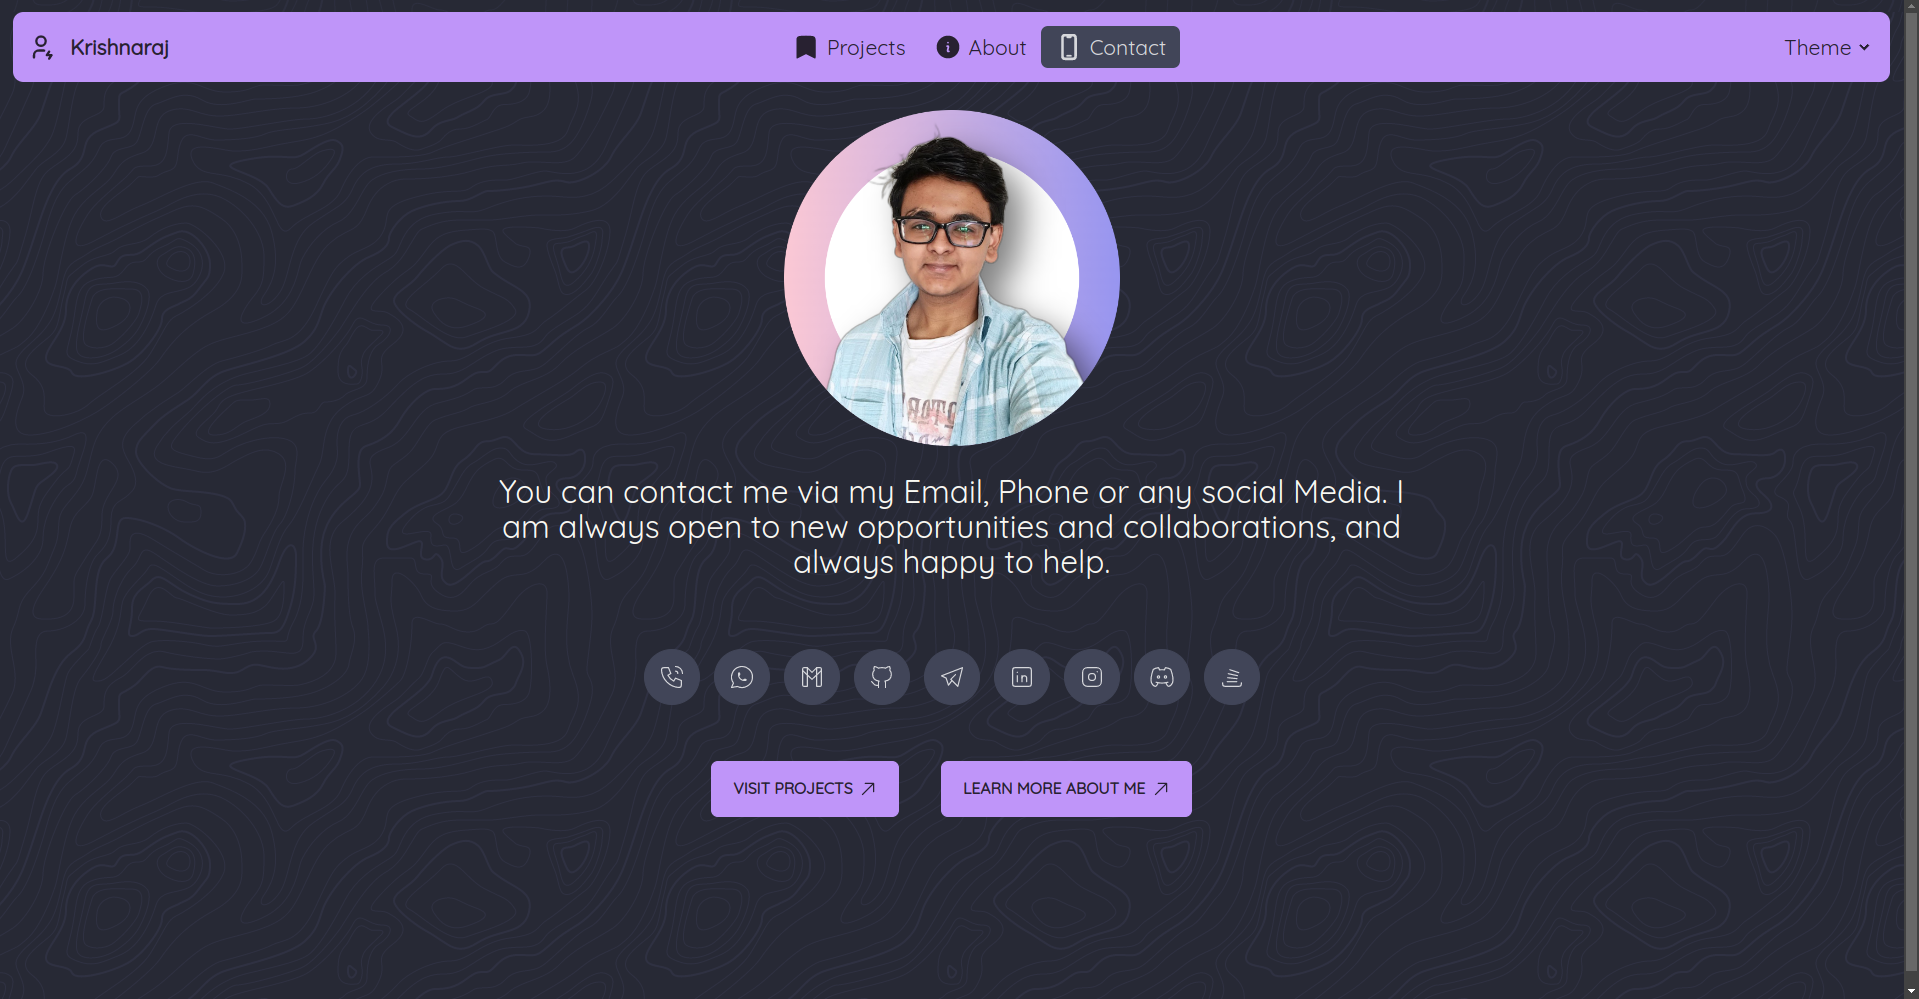 Krishnaraj
Projects
About
Contact
Theme
You can contact me via my Email, Phone or any social Media. I
am always open to new opportunities and collaborations, and
always happy to help.
VISIT PROJECTS
LEARN MORE ABOUT ME